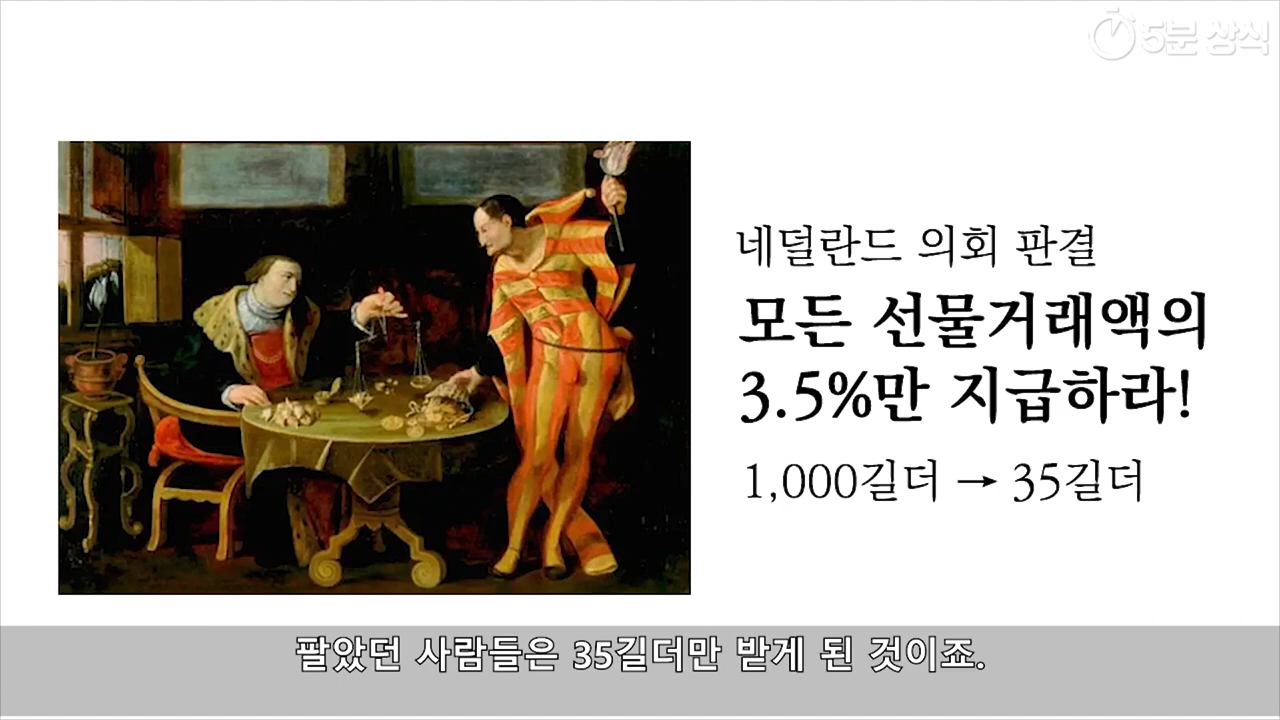 5분 상식
네덜란드 의회 판결
모든 선물거래액의
3.5%만 지급하라!
1,000길더 → 35길더
팔았던 사람들은 35길더만 받게 된 것이죠.